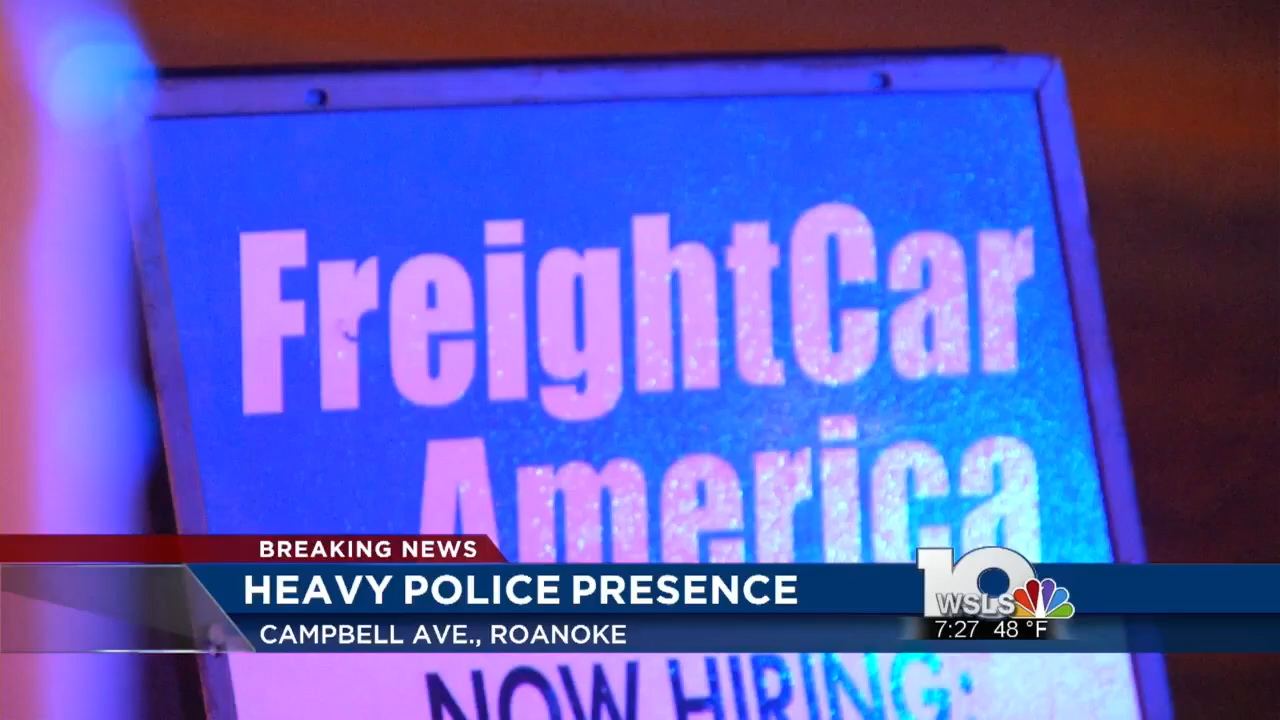 FreightCar
America
BREAKING NEWS
HEAVY POLICE PRESENCE
CAMPBELL AVE., ROANOKE
10
WSLS
7:27 48 °F
NOW HIRING: